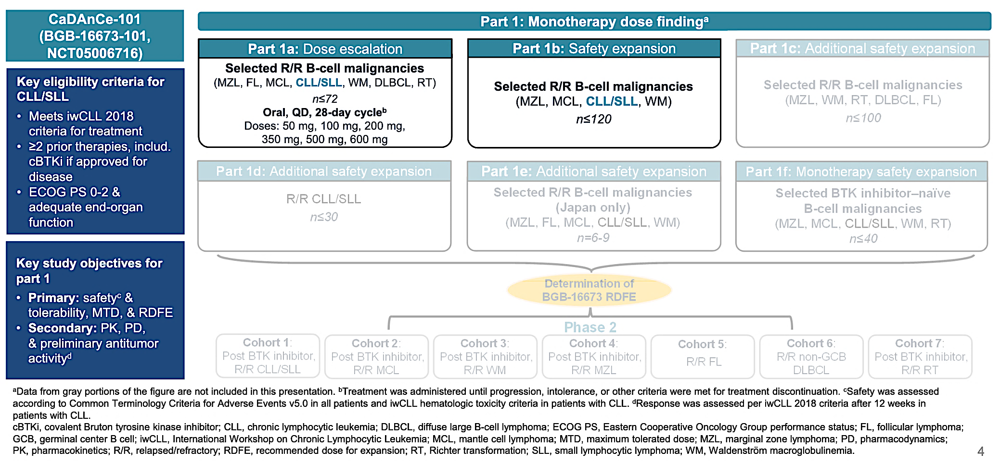 CaDAnCe-101
(BGB-16673-101,
NCT05006716)
Key eligibility criteria for
CLL/SLL
• Meets iwCLL 2018
criteria for treatment
• ≥2 prior therapies, includ.
cBTKi if approved for
disease
• ECOG PS 0-2 &
adequate end-organ
function
Key study objectives for
part 1
• Primary: safetyᶜ &
tolerability, MTD, & RDFE
• Secondary: PK, PD,
& preliminary antitumor
activityᵈ
Part 1: Monotherapy dose findingᵃ
Part 1a: Dose escalation
Selected R/R B-cell malignancies
(MZL, FL, MCL, CLL/SLL, WM, DLBCL, RT)
n≤72
Oral, QD, 28-day cycleᵇ
Doses: 50 mg, 100 mg, 200 mg,
350 mg, 500 mg, 600 mg
Part 1b: Safety expansion
Selected R/R B-cell malignancies
(MZL, MCL, CLL/SLL, WM)
n≤120
Part 1c: Additional safety expansion
Selected R/R B-cell malignancies
(MZL, WM, RT, DLBCL, FL)
n≤100
Part 1d: Additional safety expansion
R/R CLL/SLL
n≤30
Part 1e: Additional safety expansion
Selected R/R B-cell malignancies
(Japan only)
(MZL, FL, MCL, CLL/SLL, WM)
n=6-9
Part 1f: Monotherapy safety expansion
Selected BTK inhibitor–naïve
B-cell malignancies
(MZL, MCL, CLL/SLL, WM, RT)
n≤40
Determination of
BGB-16673 RDFE
Phase 2
Cohort 1:
Post BTK inhibitor,
R/R CLL/SLL
Cohort 2:
Post BTK inhibitor,
R/R MCL
Cohort 3:
Post BTK inhibitor,
R/R WM
Cohort 4:
Post BTK inhibitor,
R/R MZL
Cohort 5:
R/R FL
Cohort 6:
R/R non-GCB
DLBCL
Cohort 7:
Post BTK inhibitor,
R/R RT
ᵃData from gray portions of the figure are not included in this presentation. ᵇTreatment was administered until progression, intolerance, or other criteria were met for treatment discontinuation. ᶜSafety was assessed
according to Common Terminology Criteria for Adverse Events v5.0 in all patients and iwCLL hematologic toxicity criteria in patients with CLL. ᵈResponse was assessed per iwCLL 2018 criteria after 12 weeks in
patients with CLL.
cBTKi, covalent Bruton tyrosine kinase inhibitor; CLL, chronic lymphocytic leukemia; DLBCL, diffuse large B-cell lymphoma; ECOG PS, Eastern Cooperative Oncology Group performance status; FL, follicular lymphoma;
GCB, germinal center B cell; iwCLL, International Workshop on Chronic Lymphocytic Leukemia; MCL, mantle cell lymphoma; MTD, maximum tolerated dose; MZL, marginal zone lymphoma; PD, pharmacodynamics;
PK, pharmacokinetics; R/R, relapsed/refractory; RDFE, recommended dose for expansion; RT, Richter transformation; SLL, small lymphocytic lymphoma; WM, Waldenström macroglobulinemia.
4